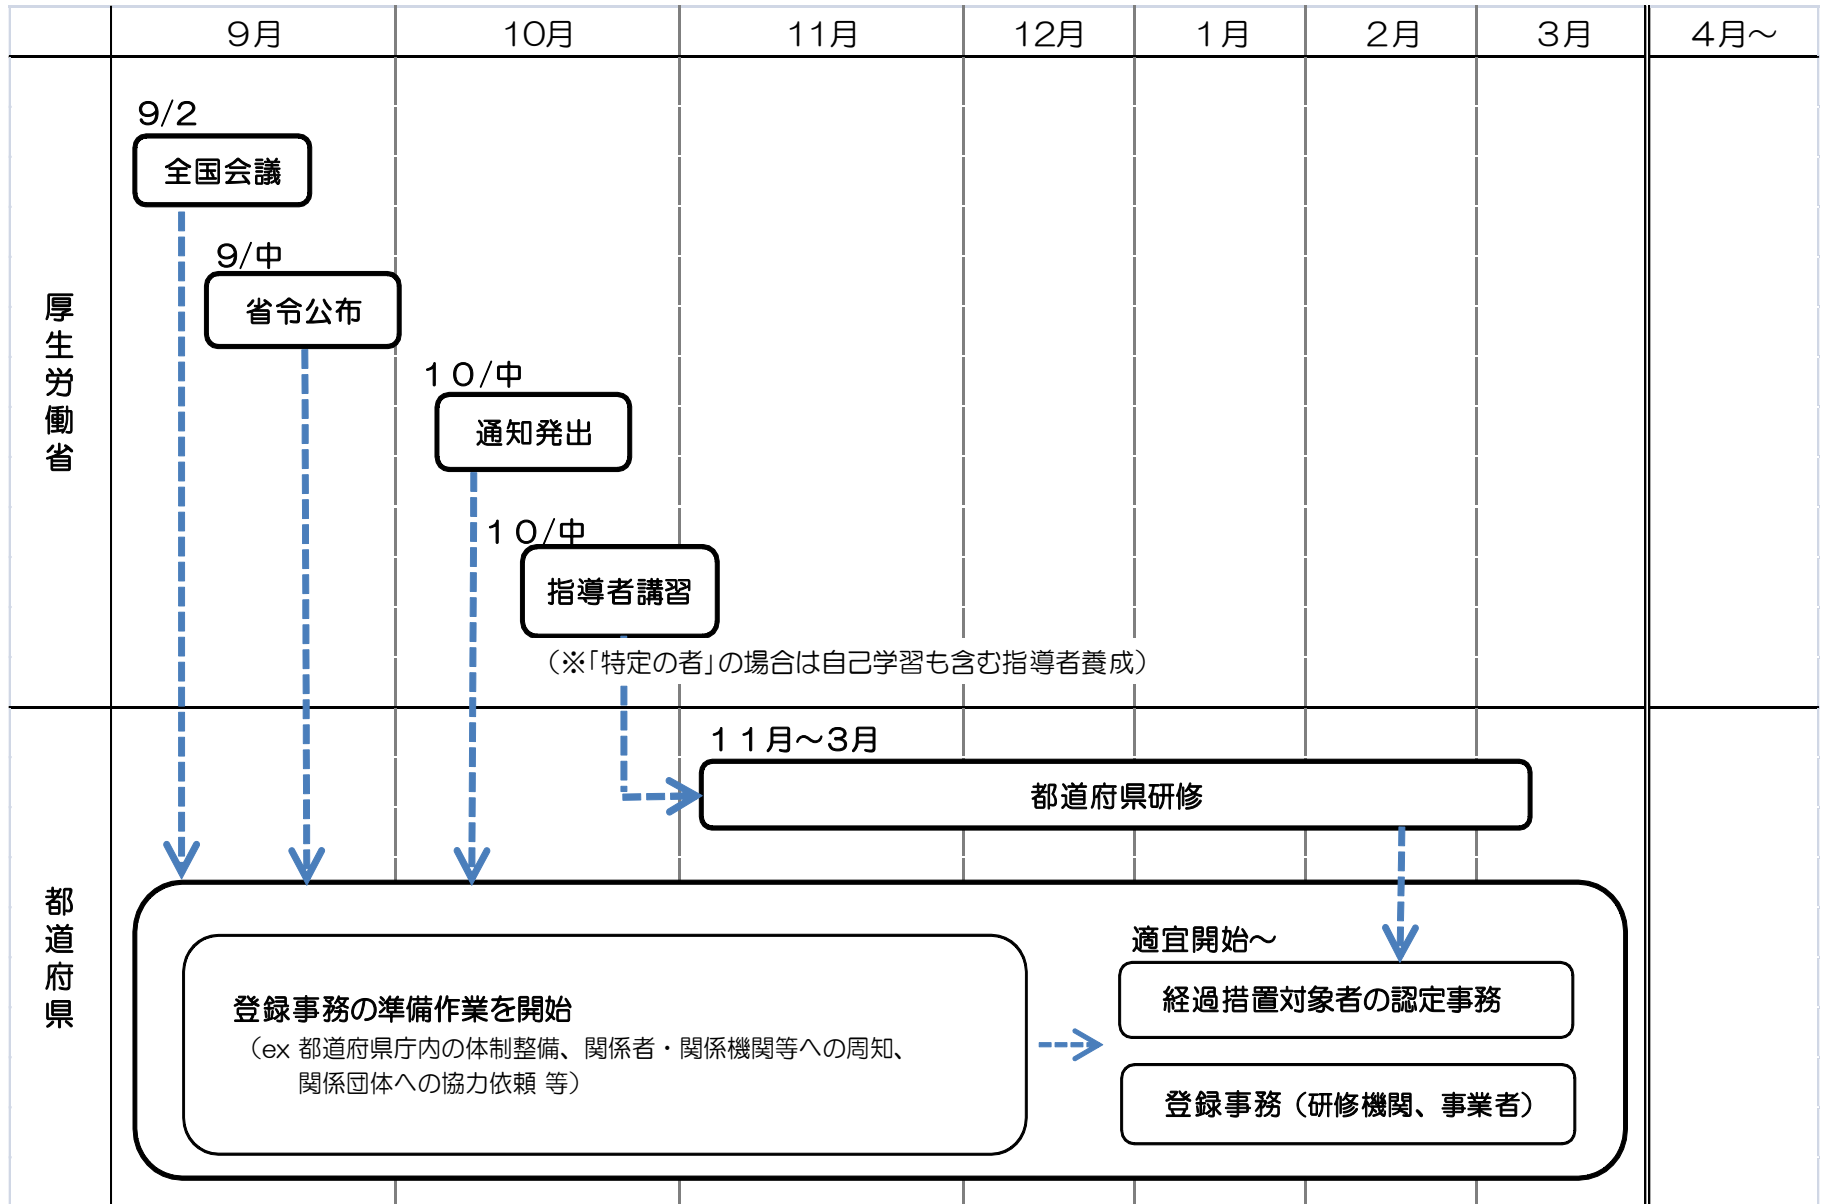 9月 10月 11月 12月 1月 2月 3月 4月～
厚生労働省
9/2
全国会議
9/中
省令公布
10/中
通知発出
10/中
指導者講習
（※「特定の者」の場合は自己学習も含む指導者養成）
都道府県
11月～3月
都道府県研修
登録事務の準備作業を開始
（ex 都道府県庁内の体制整備、関係者・関係機関等への周知、
関係団体への協力依頼 等）
適宜開始～
経過措置対象者の認定事務
登録事務（研修機関、事業者）